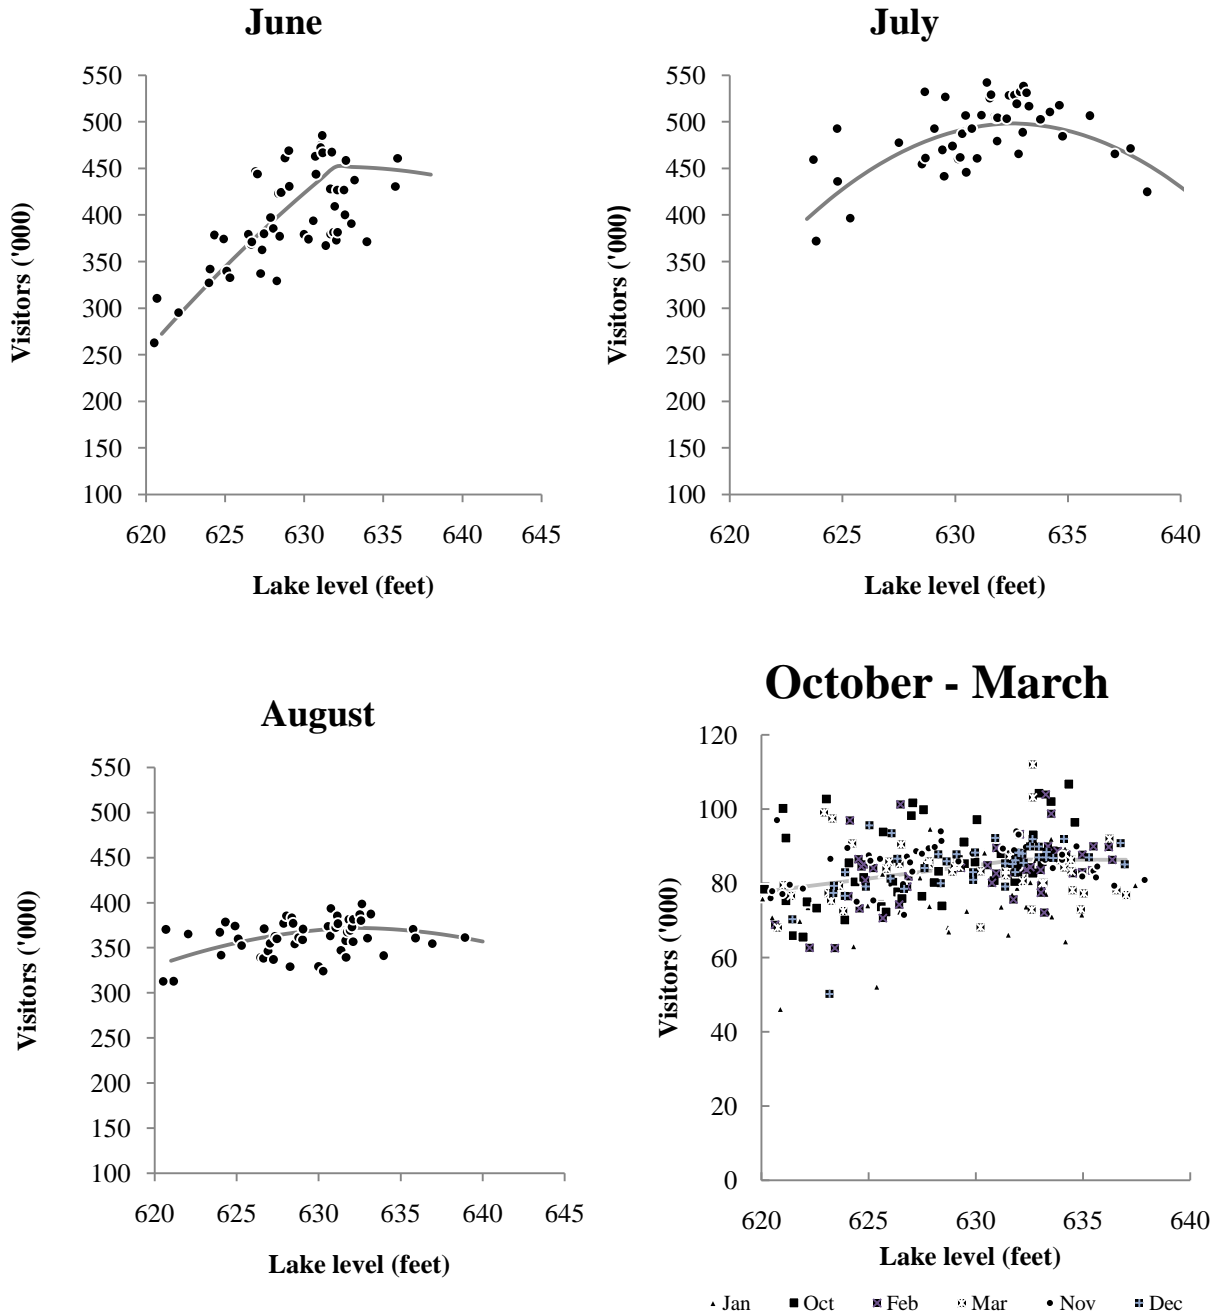 June
550
500
450
400
350
300
250
200
150
100
Visitors ('000)
620 625 630 635 640 645
Lake level (feet)
July
550
500
450
400
350
300
250
200
150
100
Visitors ('000)
620 625 630 635 640
Lake level (feet)
August
550
500
450
400
350
300
250
200
150
100
Visitors ('000)
620 625 630 635 640 645
Lake level (feet)
October - March
120
100
80
60
40
20
0
Visitors ('000)
620 625 630 635 640
Lake level (feet)
Jan Oct Feb Mar Nov Dec